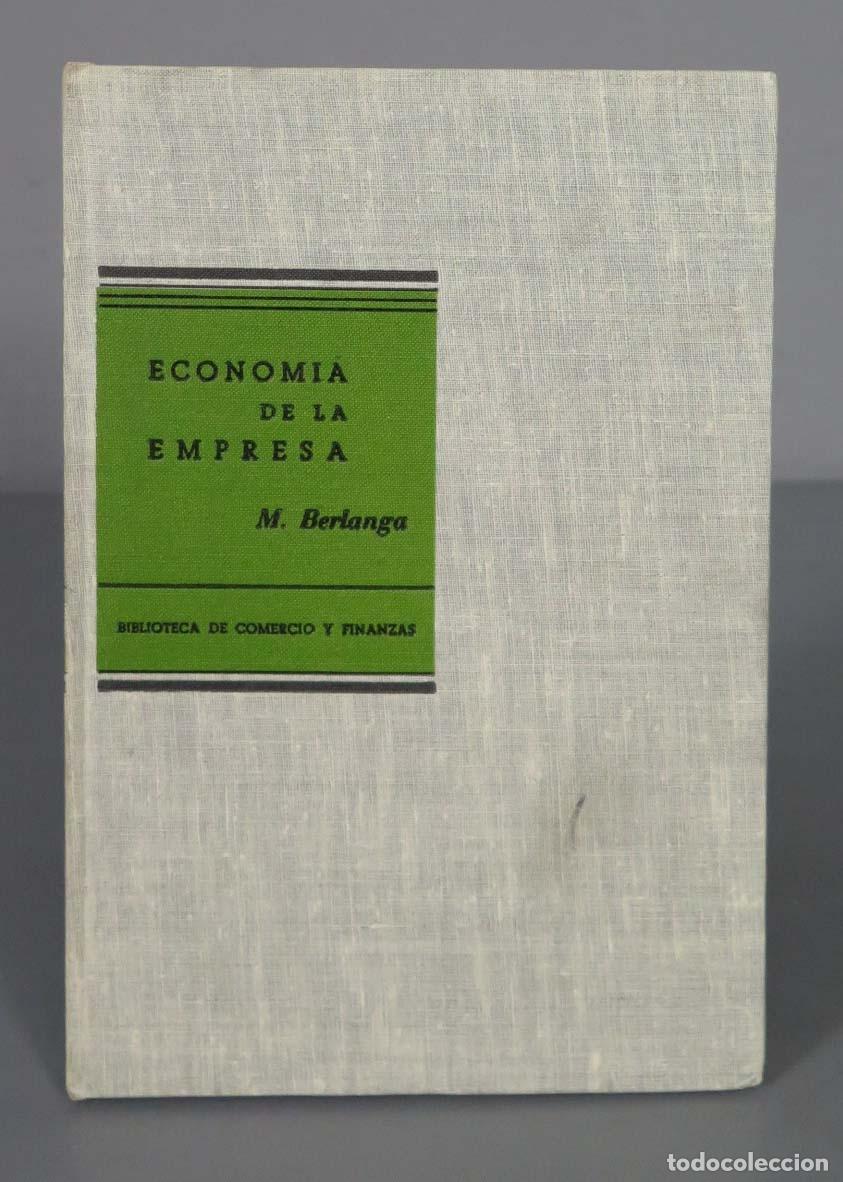 ECONOMIA
DE LA
EMPRESA
M. Berlanga
BIBLIOTECA DE COMERCIO Y FINANZAS
todocoleccion